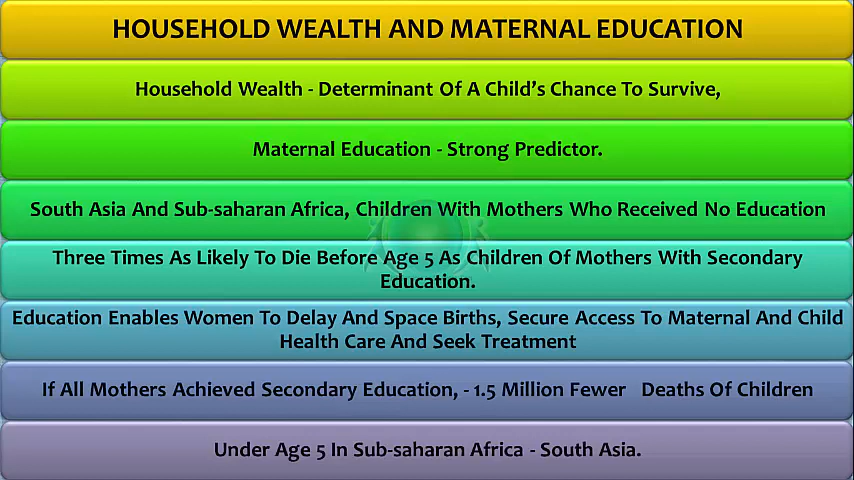 HOUSEHOLD WEALTH AND MATERNAL EDUCATION
Household Wealth - Determinant Of A Child's Chance To Survive,
Maternal Education - Strong Predictor.
South Asia And Sub-saharan Africa, Children With Mothers Who Received No Education
Three Times As Likely To Die Before Age 5 As Children Of Mothers With Secondary
Education.
Education Enables Women To Delay And Space Births, Secure Access To Maternal And Child
Health Care And Seek Treatment
If All Mothers Achieved Secondary Education, - 1.5 Million Fewer Deaths Of Children
Under Age 5 In Sub-saharan Africa - South Asia.